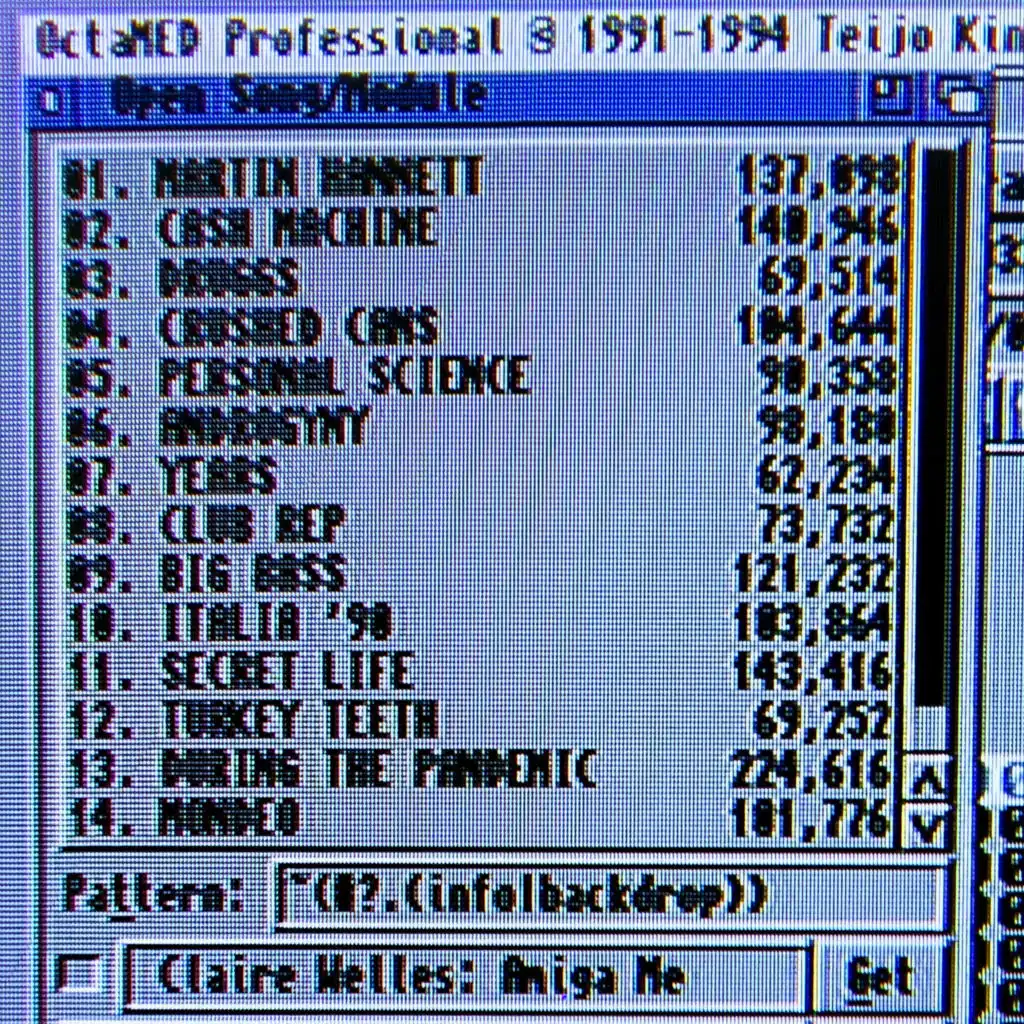 OctaMED Professional © 1991-1994 Teijo Kin
Open Song/Module
01. MARTIN HANNETT 137,898
02. CASH MACHINE 140,946
03. DRUGGS 69,514
04. CRUSHED CANS 104,644
05. PERSONAL SCIENCE 90,358
06. ANDROGYNY 98,180
07. YEARS 62,234
08. CLUB REP 73,732
09. BIG BASS 121,232
10. ITALIA '90 103,864
11. SECRET LIFE 143,416
12. TURKEY TEETH 69,252
13. DURING THE PANDEMIC 224,616
14. MONDEO 101,776
Pattern: ~(#?.(info|backdrop))
Claire Welles: Amiga Me Get